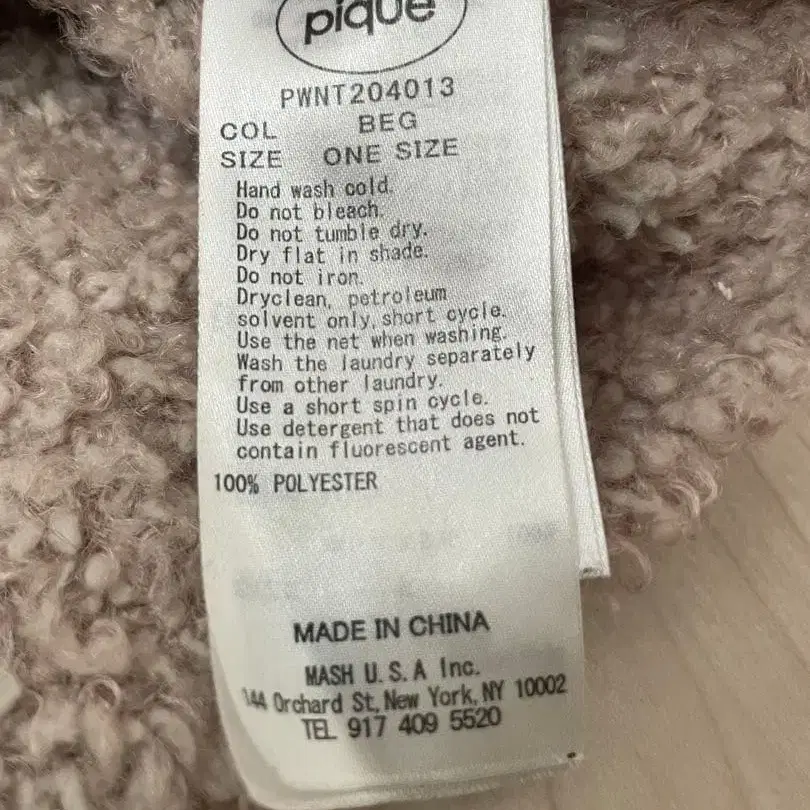 pique
PWNT204013
COL BEG
SIZE ONE SIZE
Hand wash cold.
Do not bleach.
Do not tumble dry.
Dry flat in shade.
Do not iron.
Dryclean, petroleum
solvent only, short cycle.
Use the net when washing.
Wash the laundry separately
from other laundry.
Use a short spin cycle.
Use detergent that does not
contain fluorescent agent.
100% POLYESTER
MADE IN CHINA
MASH U.S.A Inc.
144 Orchard St, New York, NY 10002
TEL 917 409 5520